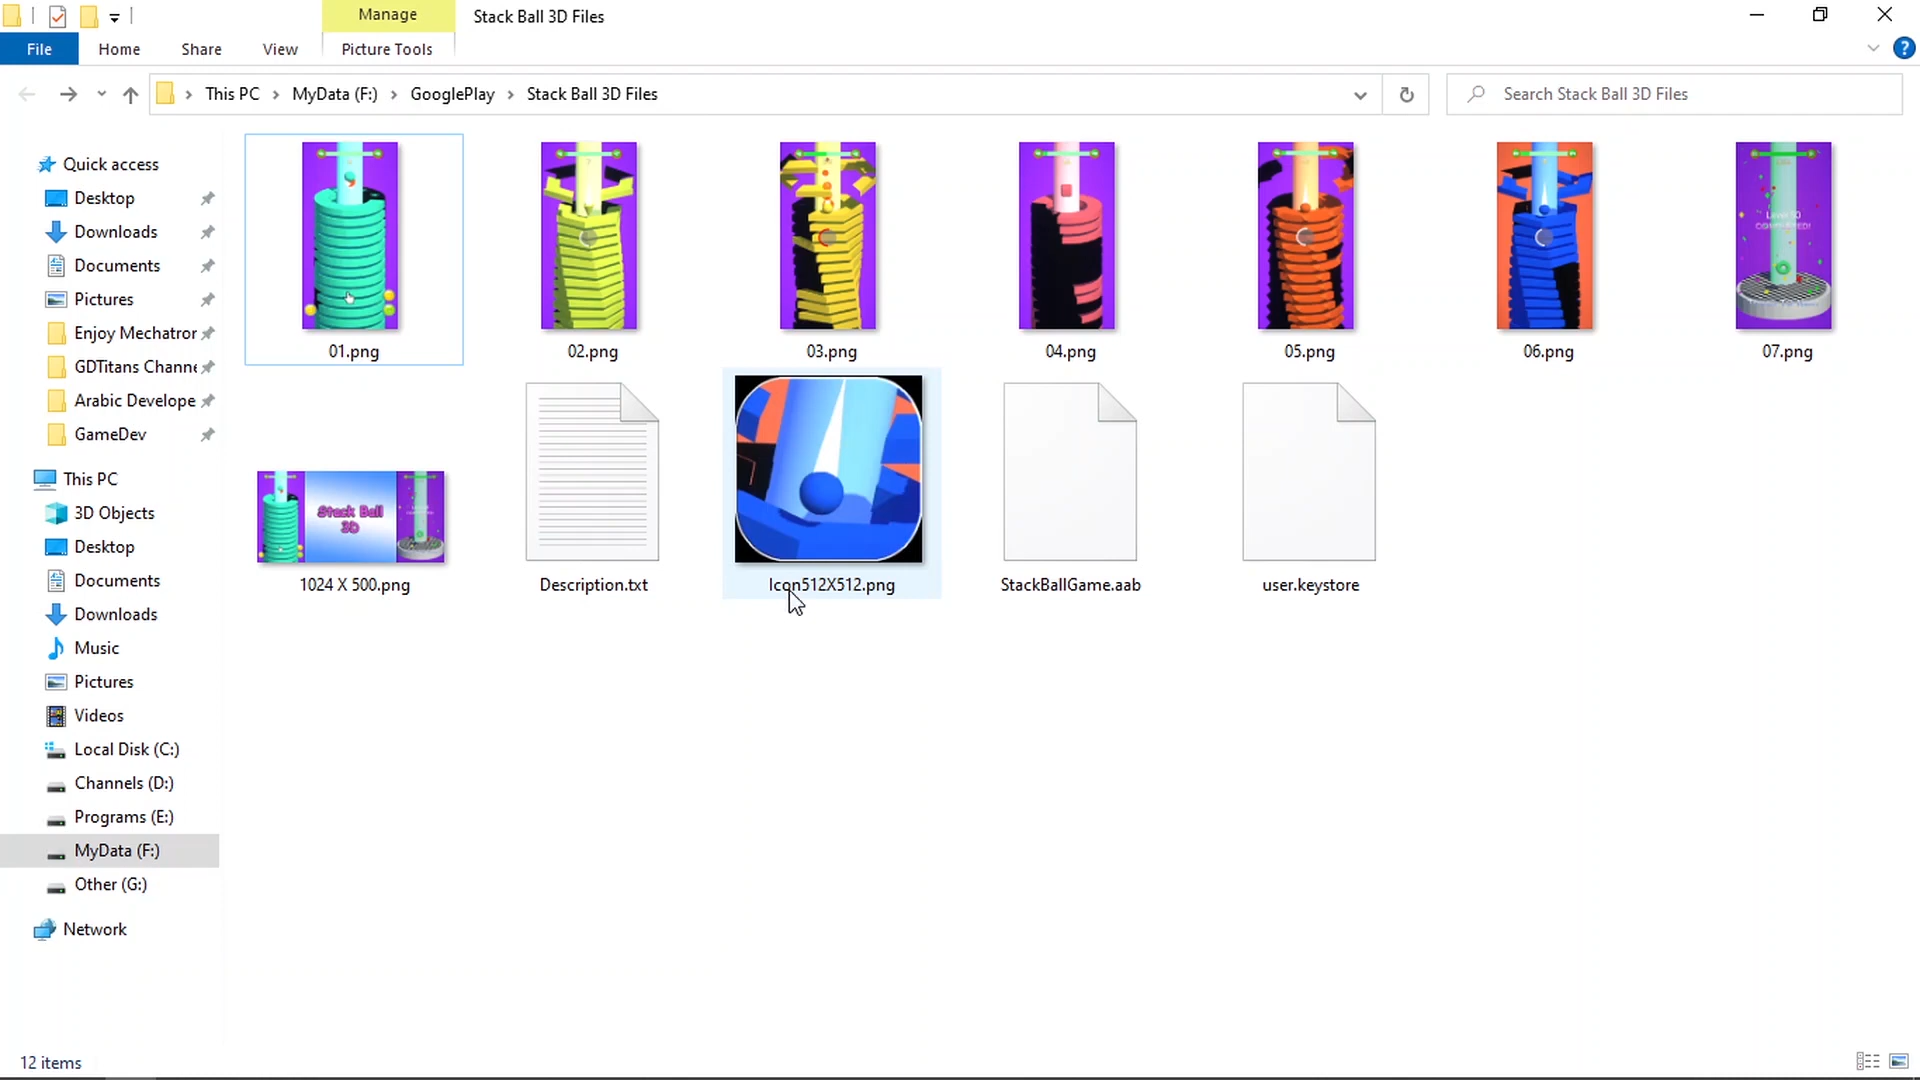 Manage
Stack Ball 3D Files
File
Home
Share
View
Picture Tools
This PC
MyData (F:)
GooglePlay
Stack Ball 3D Files
Search Stack Ball 3D Files
Quick access
Desktop
Downloads
Documents
Pictures
Enjoy Mechatror
GDTitans Channe
Arabic Develope
GameDev
This PC
3D Objects
Desktop
Documents
Downloads
Music
Pictures
Videos
Local Disk (C:)
Channels (D:)
Programs (E:)
MyData (F:)
Other (G:)
Network
01.png
02.png
03.png
04.png
05.png
06.png
07.png
Stack Ball
3D
1024 X 500.png
Description.txt
Icon512X512.png
StackBallGame.aab
user.keystore
12 items